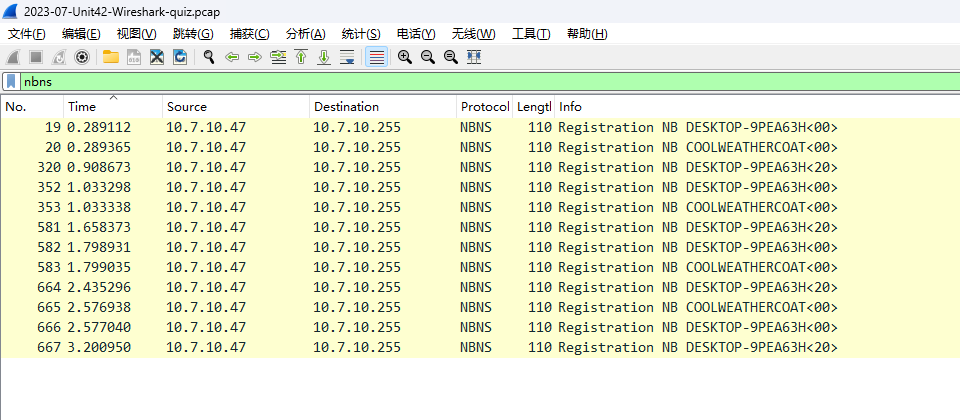 2023-07-Unit42-Wireshark-quiz.pcap
文件(F) 编辑(E) 视图(V) 跳转(G) 捕获(C) 分析(A) 统计(S) 电话(Y) 无线(W) 工具(T) 帮助(H)
nbns
No. Time Source Destination Protocol Lengtl Info
19 0.289112 10.7.10.47 10.7.10.255 NBNS 110 Registration NB DESKTOP-9PEA63H<00>
20 0.289365 10.7.10.47 10.7.10.255 NBNS 110 Registration NB COOLWEATHERCOAT<00>
320 0.908673 10.7.10.47 10.7.10.255 NBNS 110 Registration NB DESKTOP-9PEA63H<20>
352 1.033298 10.7.10.47 10.7.10.255 NBNS 110 Registration NB DESKTOP-9PEA63H<00>
353 1.033338 10.7.10.47 10.7.10.255 NBNS 110 Registration NB COOLWEATHERCOAT<00>
581 1.658373 10.7.10.47 10.7.10.255 NBNS 110 Registration NB DESKTOP-9PEA63H<20>
582 1.798931 10.7.10.47 10.7.10.255 NBNS 110 Registration NB DESKTOP-9PEA63H<00>
583 1.799035 10.7.10.47 10.7.10.255 NBNS 110 Registration NB COOLWEATHERCOAT<00>
664 2.435296 10.7.10.47 10.7.10.255 NBNS 110 Registration NB DESKTOP-9PEA63H<20>
665 2.576938 10.7.10.47 10.7.10.255 NBNS 110 Registration NB COOLWEATHERCOAT<00>
666 2.577040 10.7.10.47 10.7.10.255 NBNS 110 Registration NB DESKTOP-9PEA63H<00>
667 3.200950 10.7.10.47 10.7.10.255 NBNS 110 Registration NB DESKTOP-9PEA63H<20>